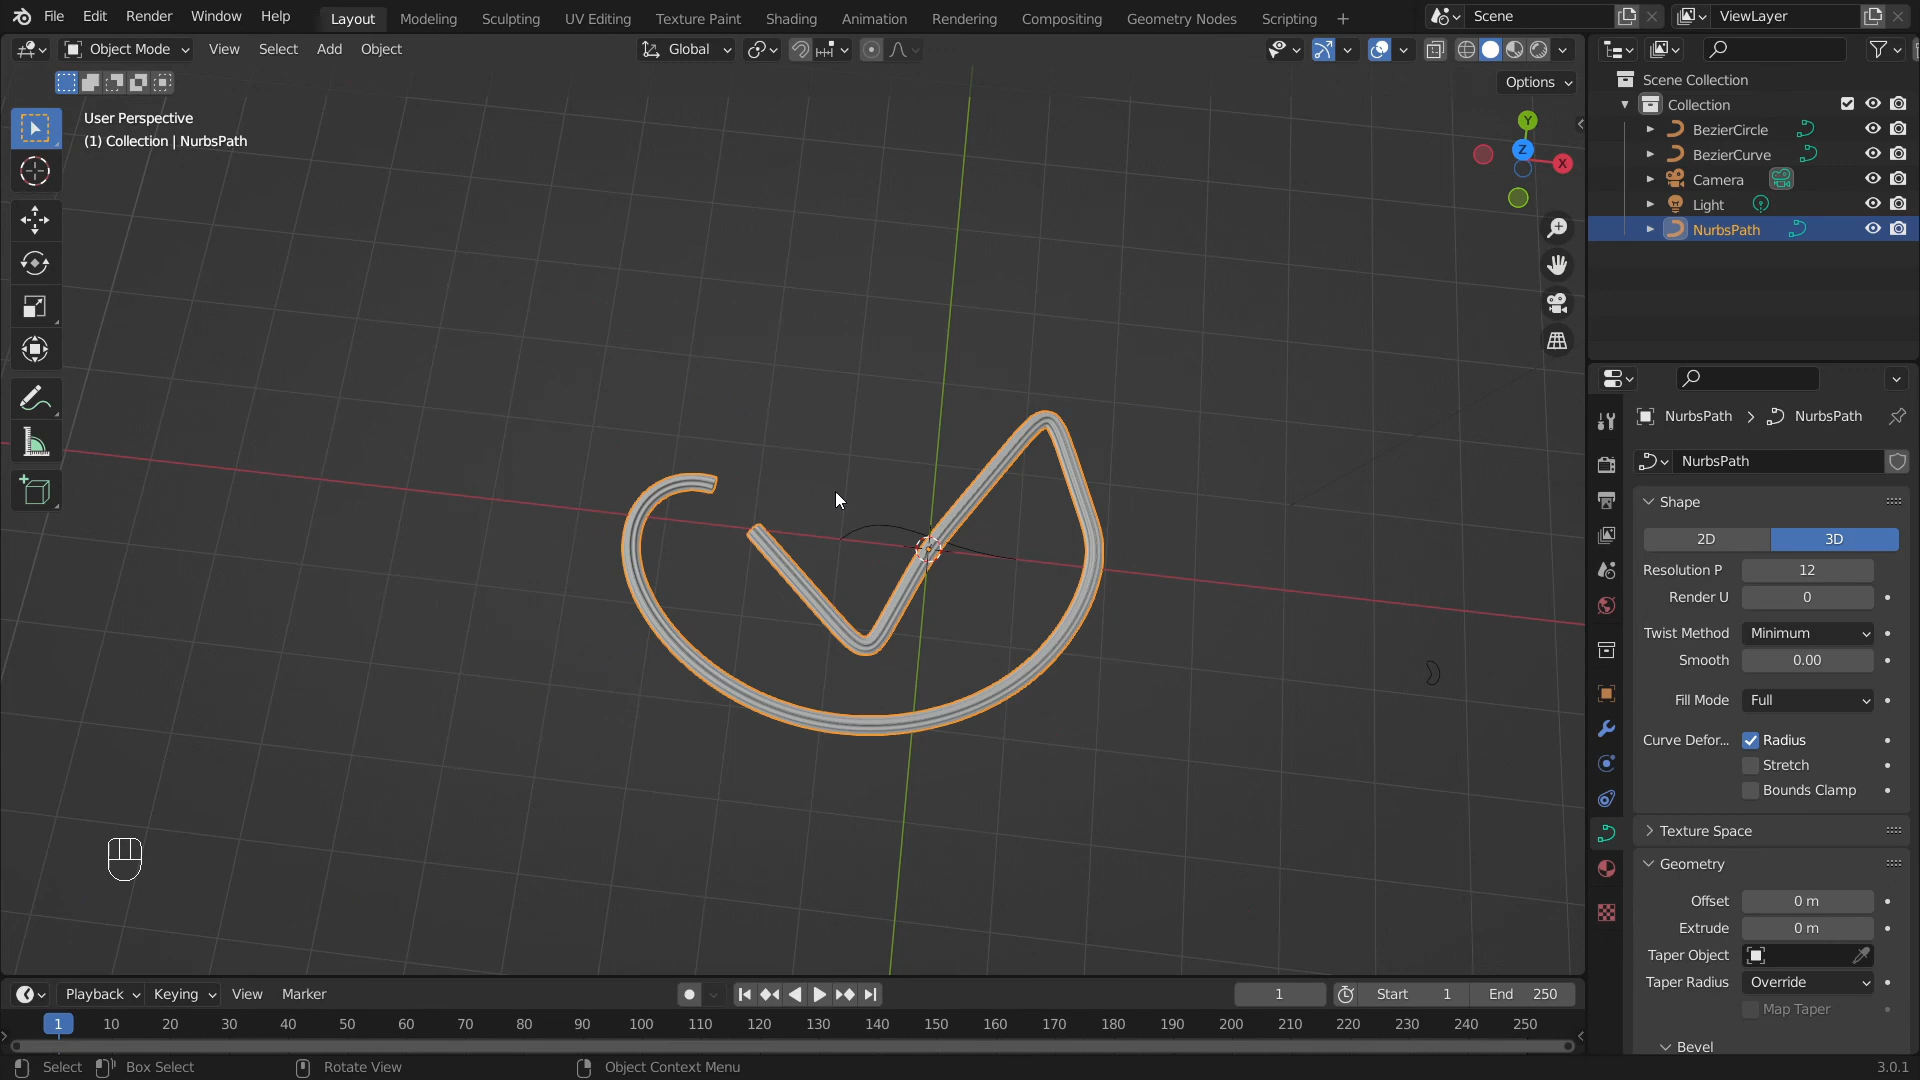 File Edit Render Window Help Layout Modeling Sculpting UV Editing Texture Paint Shading Animation Rendering Compositing Geometry Nodes Scripting Scene ViewLayer
Object Mode View Select Add Object Global
Options
User Perspective
(1) Collection | NurbsPath
Y
Z
X
Scene Collection
Collection
BezierCircle
BezierCurve
Camera
Light
NurbsPath
NurbsPath > NurbsPath
NurbsPath
Shape
2D 3D
Resolution P 12
Render U 0
Twist Method Minimum
Smooth 0.00
Fill Mode Full
Curve Defor... Radius
Stretch
Bounds Clamp
Texture Space
Geometry
Offset 0 m
Extrude 0 m
Taper Object
Taper Radius Override
Map Taper
Bevel
Playback Keying View Marker 1 Start 1 End 250
1 10 20 30 40 50 60 70 80 90 100 110 120 130 140 150 160 170 180 190 200 210 220 230 240 250
Select Box Select Rotate View Object Context Menu 3.0.1